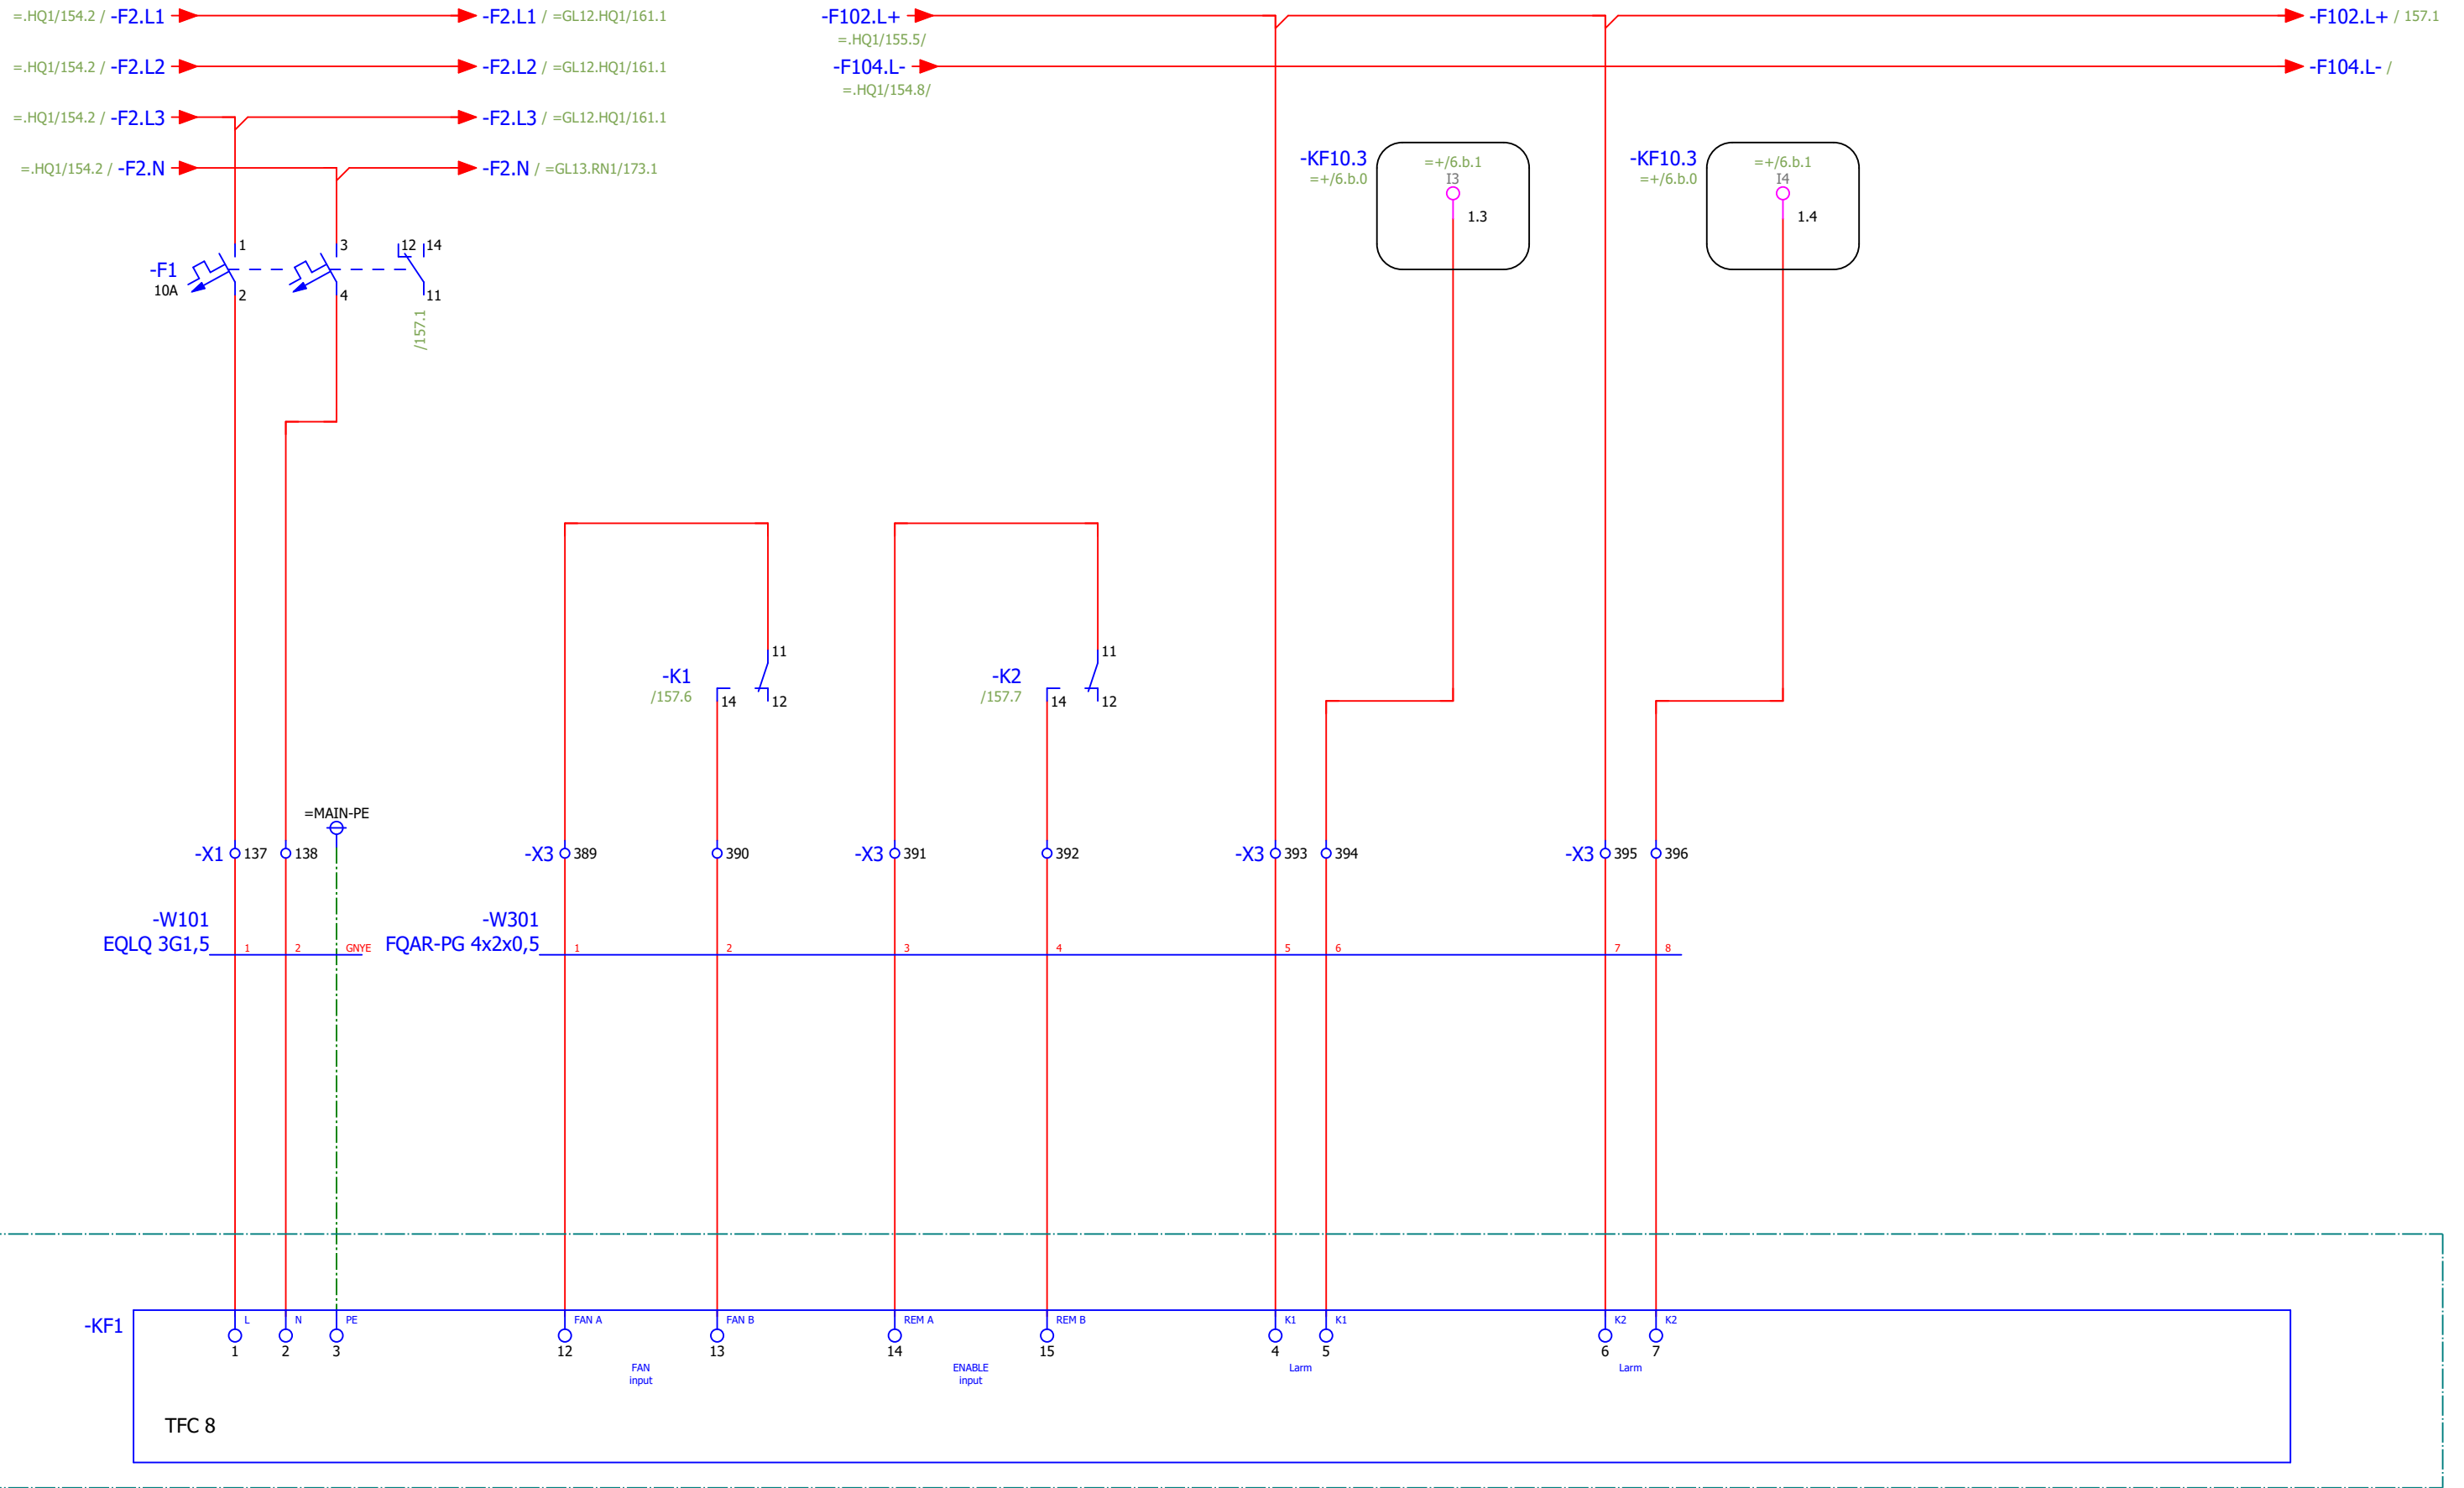 =.HQ1/154.2 / -F2.L1
-F2.L1 / =GL12.HQ1/161.1
-F102.L+
=.HQ1/155.5/
-F102.L+ / 157.1
=.HQ1/154.2 / -F2.L2
-F2.L2 / =GL12.HQ1/161.1
-F104.L-
=.HQ1/154.8/
-F104.L- /
=.HQ1/154.2 / -F2.L3
-F2.L3 / =GL12.HQ1/161.1
=.HQ1/154.2 / -F2.N
-F2.N / =GL13.RN1/173.1
-KF10.3
=+/6.b.0
=+/6.b.1
I3
1.3
-KF10.3
=+/6.b.0
=+/6.b.1
I4
1.4
-F1
10A
1
2
3
4
12 14
11
/157.1
-K1
/157.6
11
14
12
-K2
/157.7
11
14
12
=MAIN-PE
-X1 137 138
-X3 389 390
-X3 391 392
-X3 393 394
-X3 395 396
-W101
EQLQ 3G1,5
1 2 GNYE
-W301
FQAR-PG 4x2x0,5
1 2 3 4 5 6 7 8
-KF1
L N PE FAN A FAN B REM A REM B K1 K1 K2 K2
1 2 3 12 13 14 15 4 5 6 7
FAN
input
ENABLE
input
Larm
Larm
TFC 8